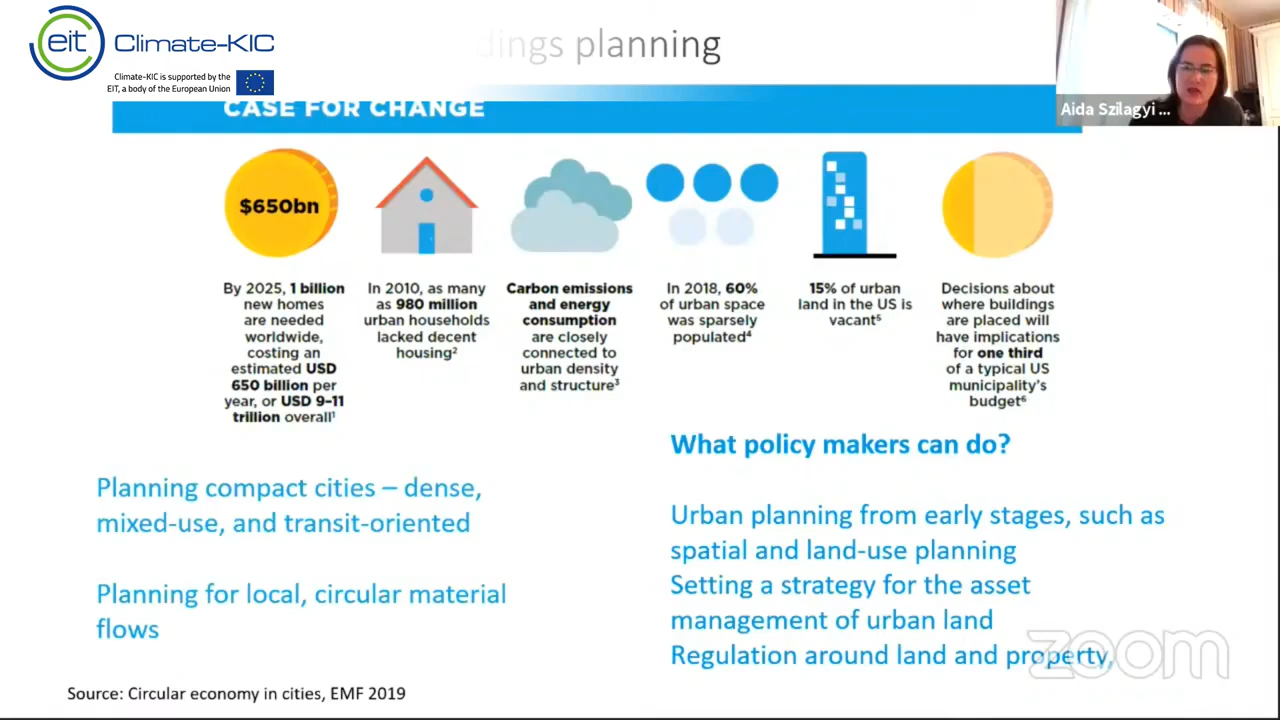 eit Climate-KIC
Climate-KIC is supported by the
EIT, a body of the European Union
dings planning
Aida Szilagyi ...
CASE FOR CHANGE
$650bn
By 2025, 1 billion
new homes
are needed
worldwide,
costing an
estimated USD
650 billion per
year, or USD 9–11
trillion overall¹
In 2010, as many
as 980 million
urban households
lacked decent
housing²
Carbon emissions
and energy
consumption
are closely
connected to
urban density
and structure³
In 2018, 60%
of urban space
was sparsely
populated⁴
15% of urban
land in the US is
vacant⁵
Decisions about
where buildings
are placed will
have implications
for one third
of a typical US
municipality's
budget⁶
Planning compact cities – dense,
mixed-use, and transit-oriented
Planning for local, circular material
flows
What policy makers can do?
Urban planning from early stages, such as
spatial and land-use planning
Setting a strategy for the asset
management of urban land
Regulation around land and property,
zoom
Source: Circular economy in cities, EMF 2019